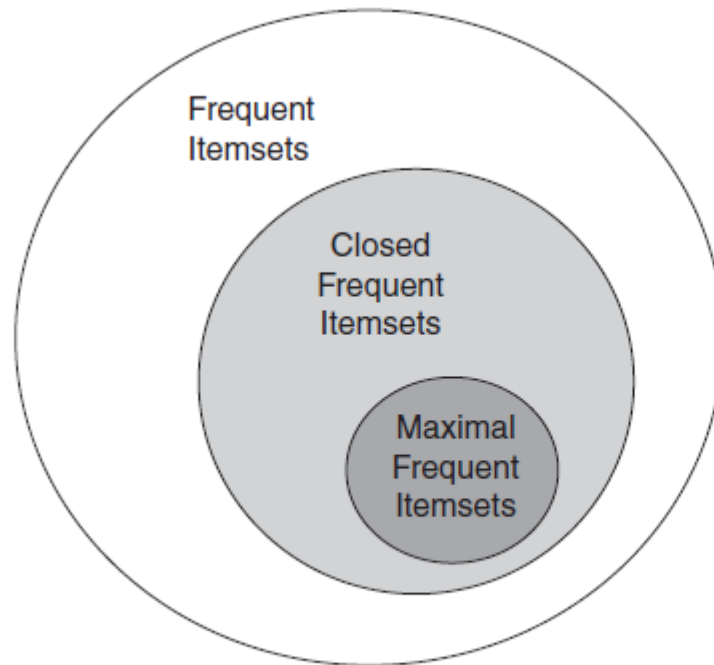 Frequent
Itemsets
Closed
Frequent
Itemsets
Maximal
Frequent
Itemsets